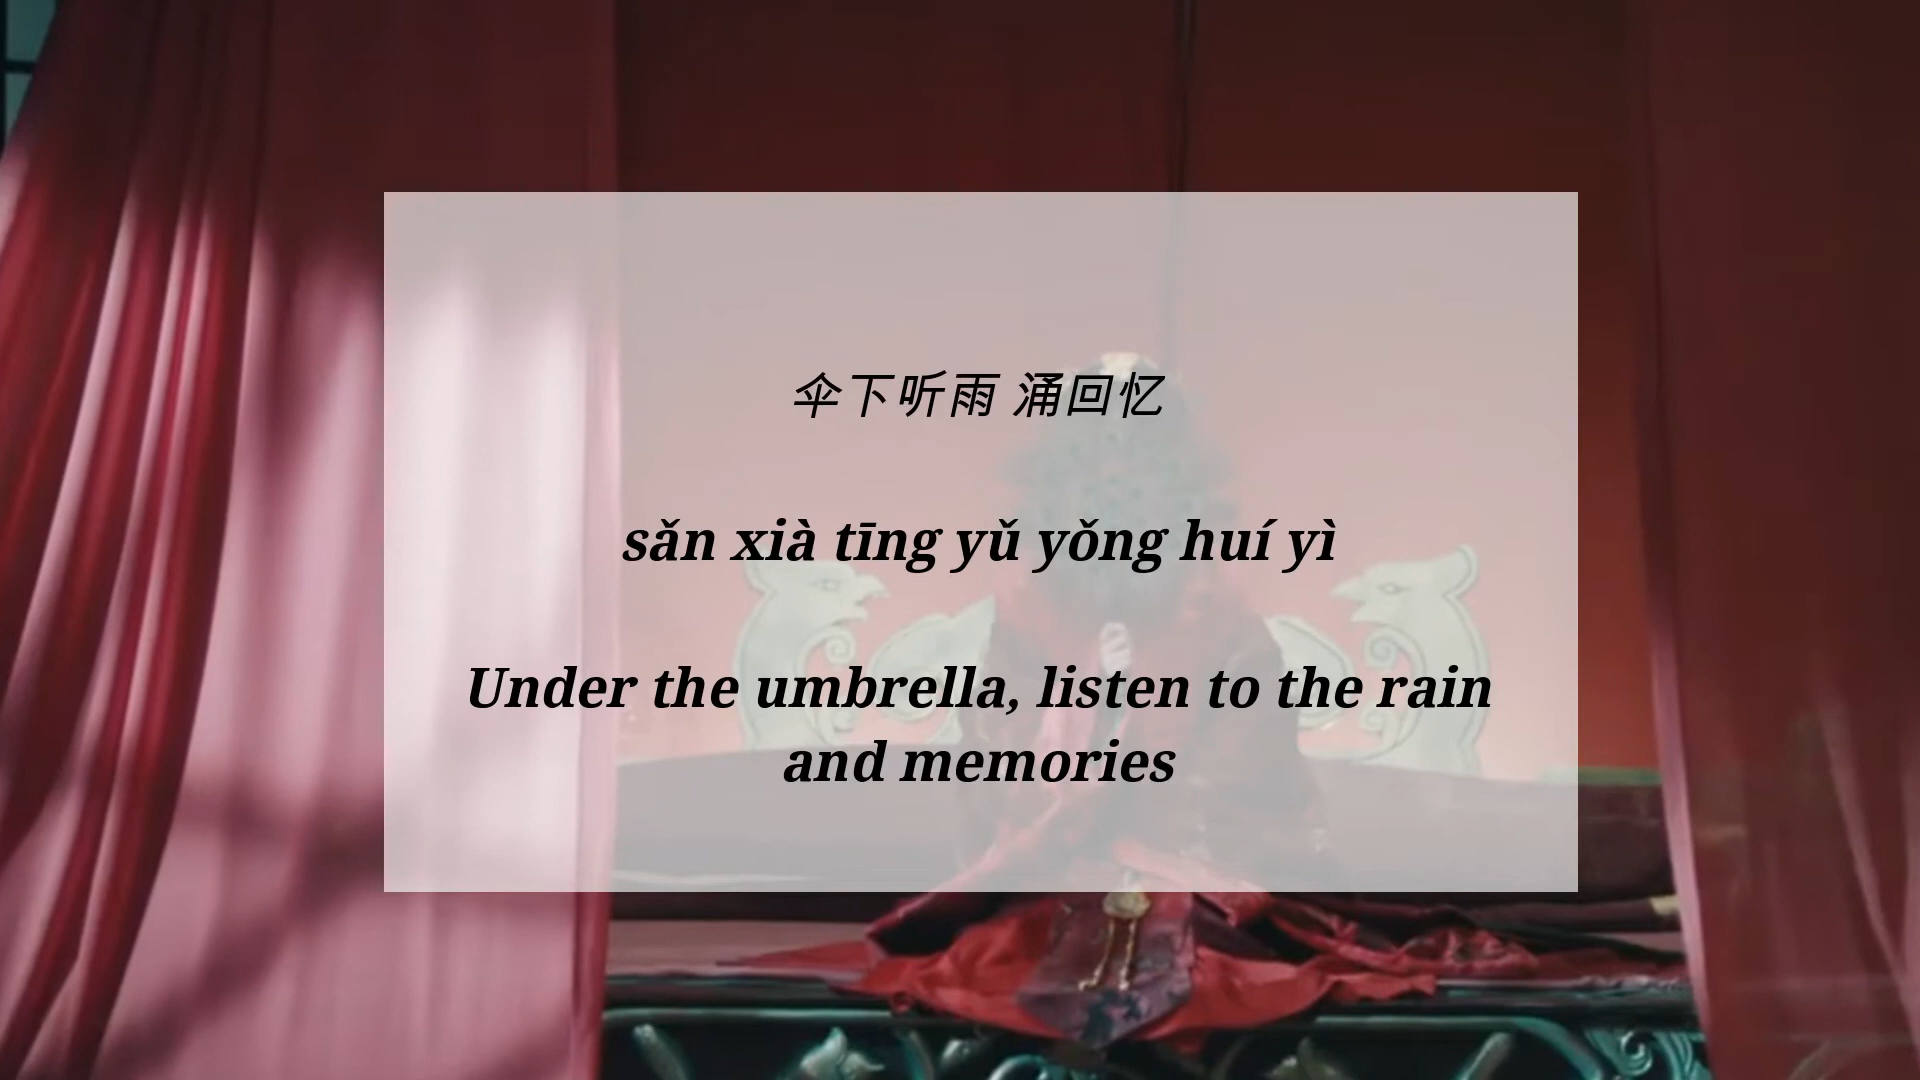 伞下听雨 涌回忆
sǎn xià tīng yǔ yǒng huí yì
Under the umbrella, listen to the rain
and memories